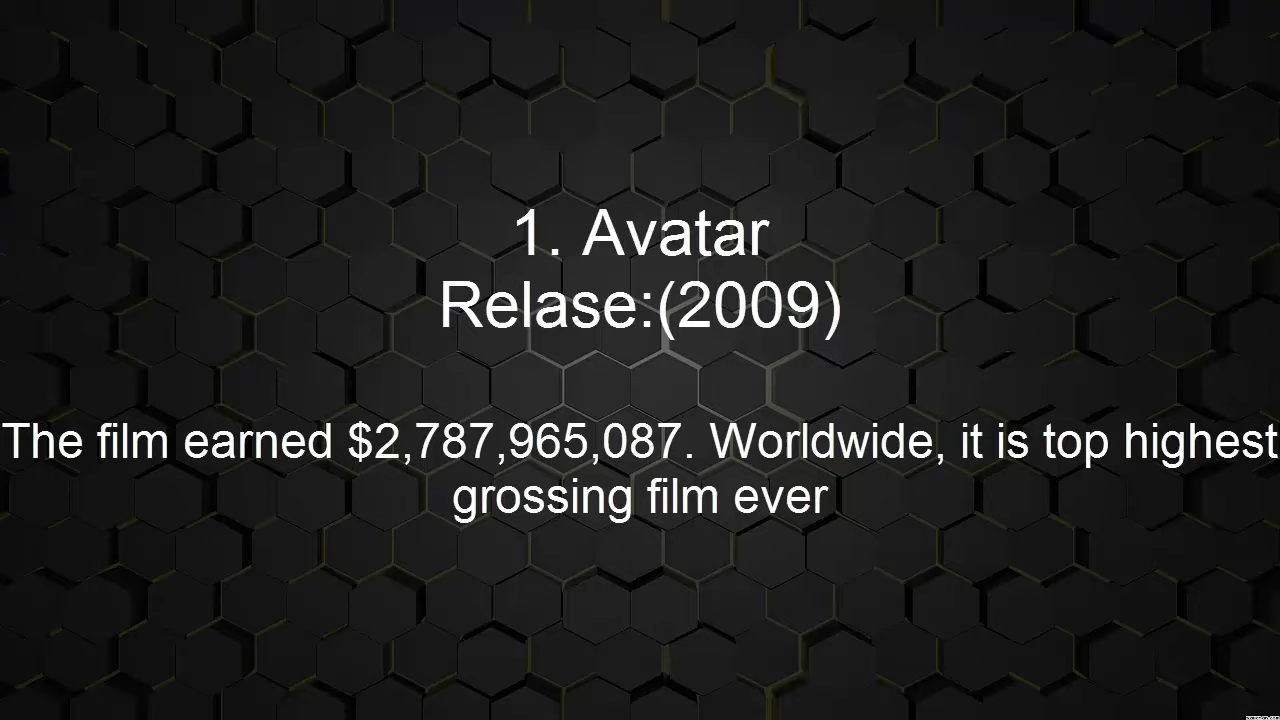 1. Avatar
Relase:(2009)
The film earned $2,787,965,087. Worldwide, it is top highest
grossing film ever